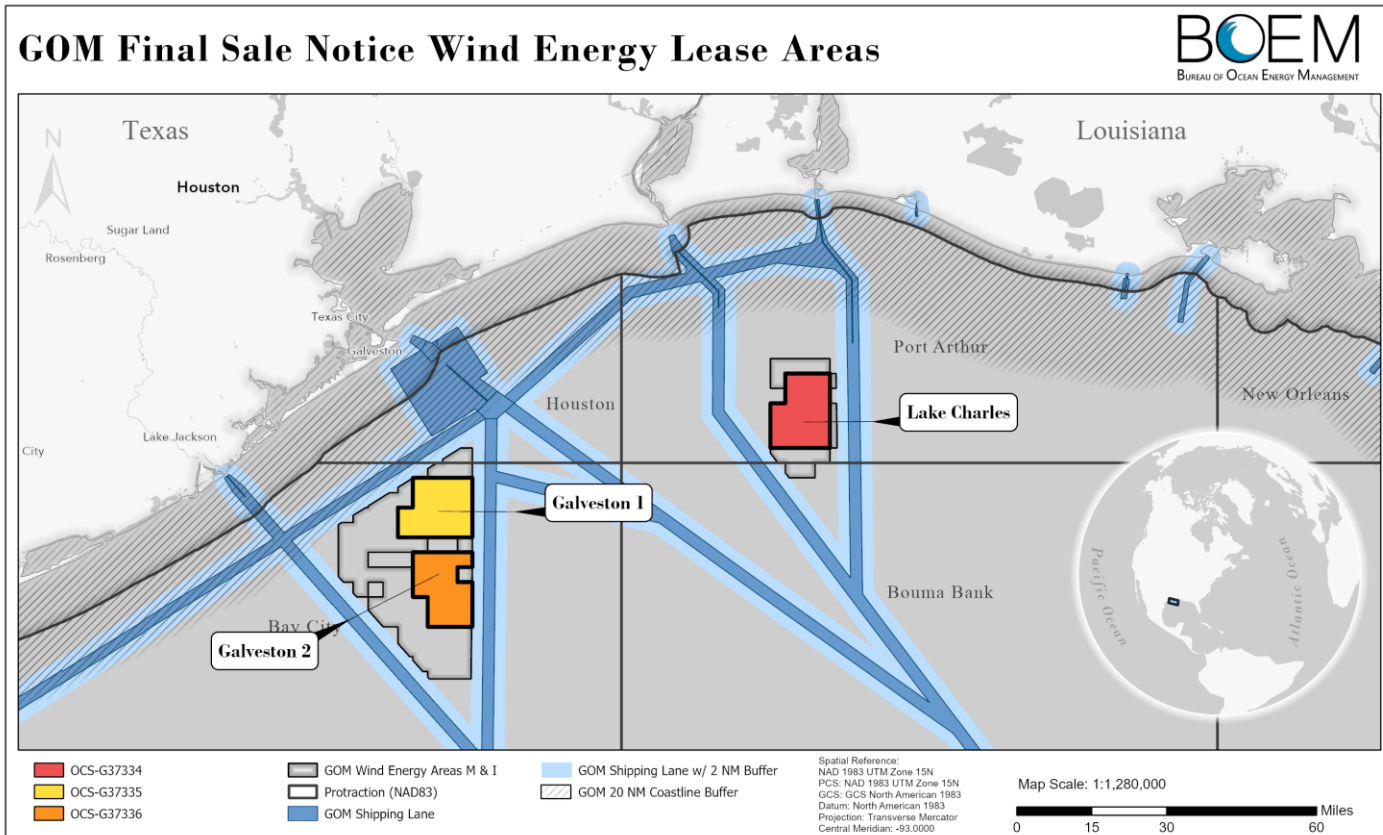 GOM Final Sale Notice Wind Energy Lease Areas
BOEM
BUREAU OF OCEAN ENERGY MANAGEMENT
N
Texas
Louisiana
Houston
Sugar Land
Rosenberg
Texas City
Galveston
Port Arthur
New Orleans
Houston
Lake Charles
Lake Jackson
City
Galveston 1
Bouma Bank
Bay City
Galveston 2
Pacific Ocean
Atlantic Ocean
OCS-G37334
OCS-G37335
OCS-G37336
GOM Wind Energy Areas M & I
Protraction (NAD83)
GOM Shipping Lane
GOM Shipping Lane w/ 2 NM Buffer
GOM 20 NM Coastline Buffer
Spatial Reference:
NAD 1983 UTM Zone 15N
PCS: NAD 1983 UTM Zone 15N
GCS: GCS North American 1983
Datum: North American 1983
Projection: Transverse Mercator
Central Meridian: -93.0000
Map Scale: 1:1,280,000
Miles
0 15 30 60